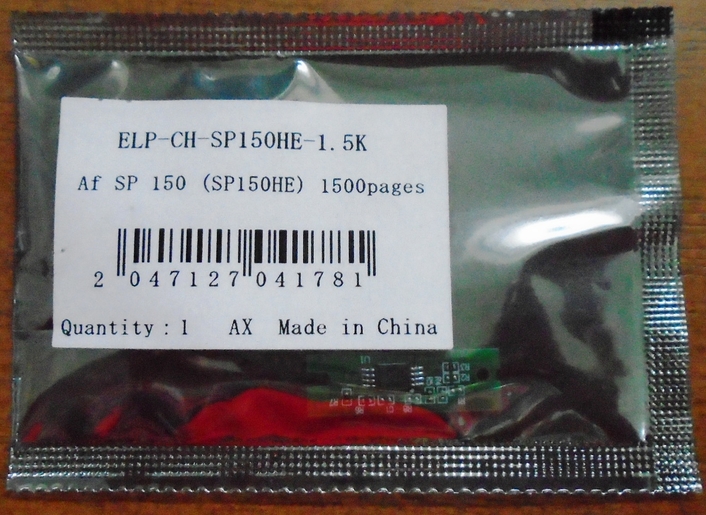 ELP-CH-SP150HE-1.5K
Af SP 150 (SP150HE) 1500pages
2 047127 041781
Quantity:1 AX Made in China
U1